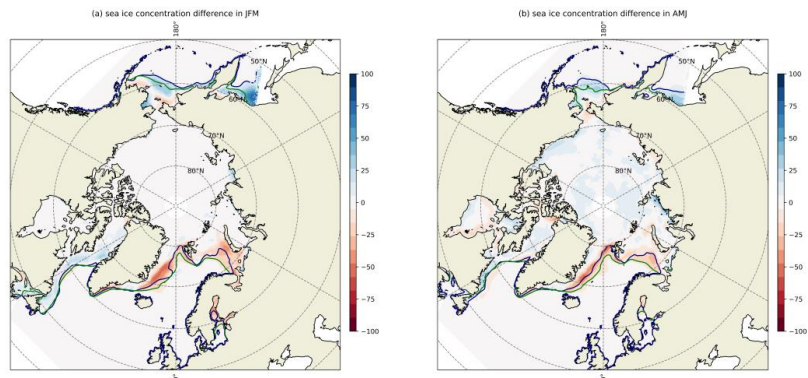 (a) sea ice concentration difference in JFM
180°
50°N
60°N
70°N
80°N
100
75
50
25
0
−25
−50
−75
−100
(b) sea ice concentration difference in AMJ
180°
50°N
60°N
70°N
80°N
100
75
50
25
0
−25
−50
−75
−100